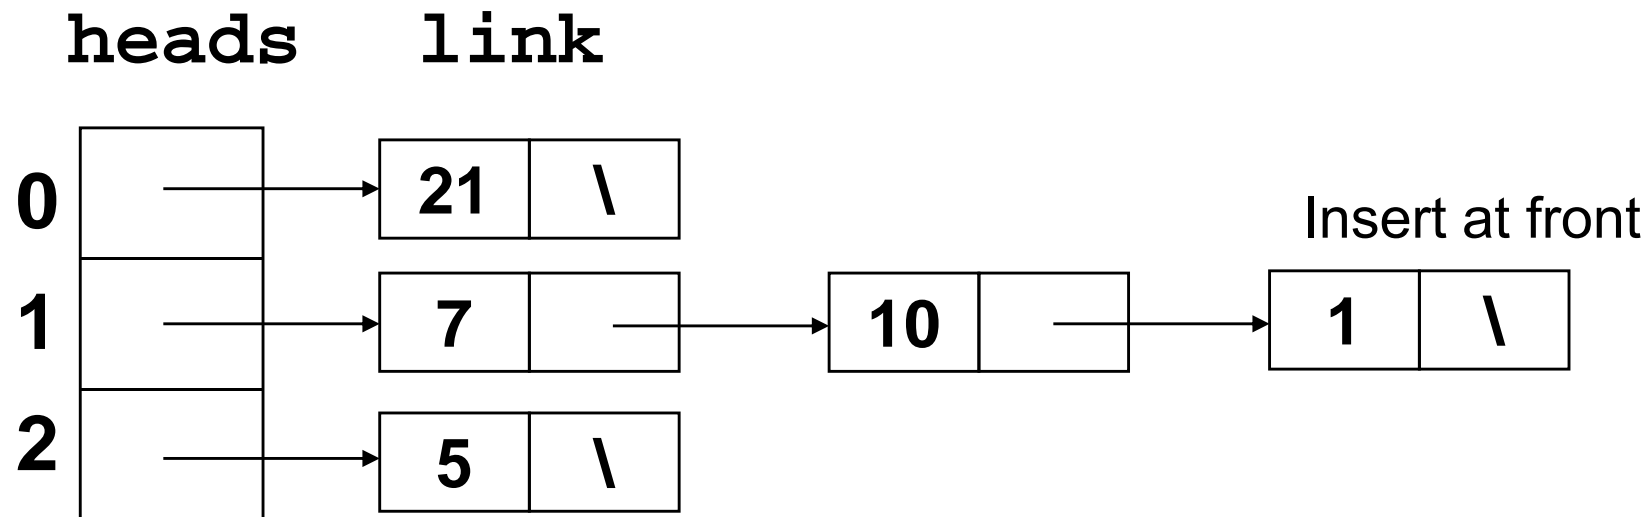 heads link
0 21 \
Insert at front
1 7 10 1 \
2 5 \